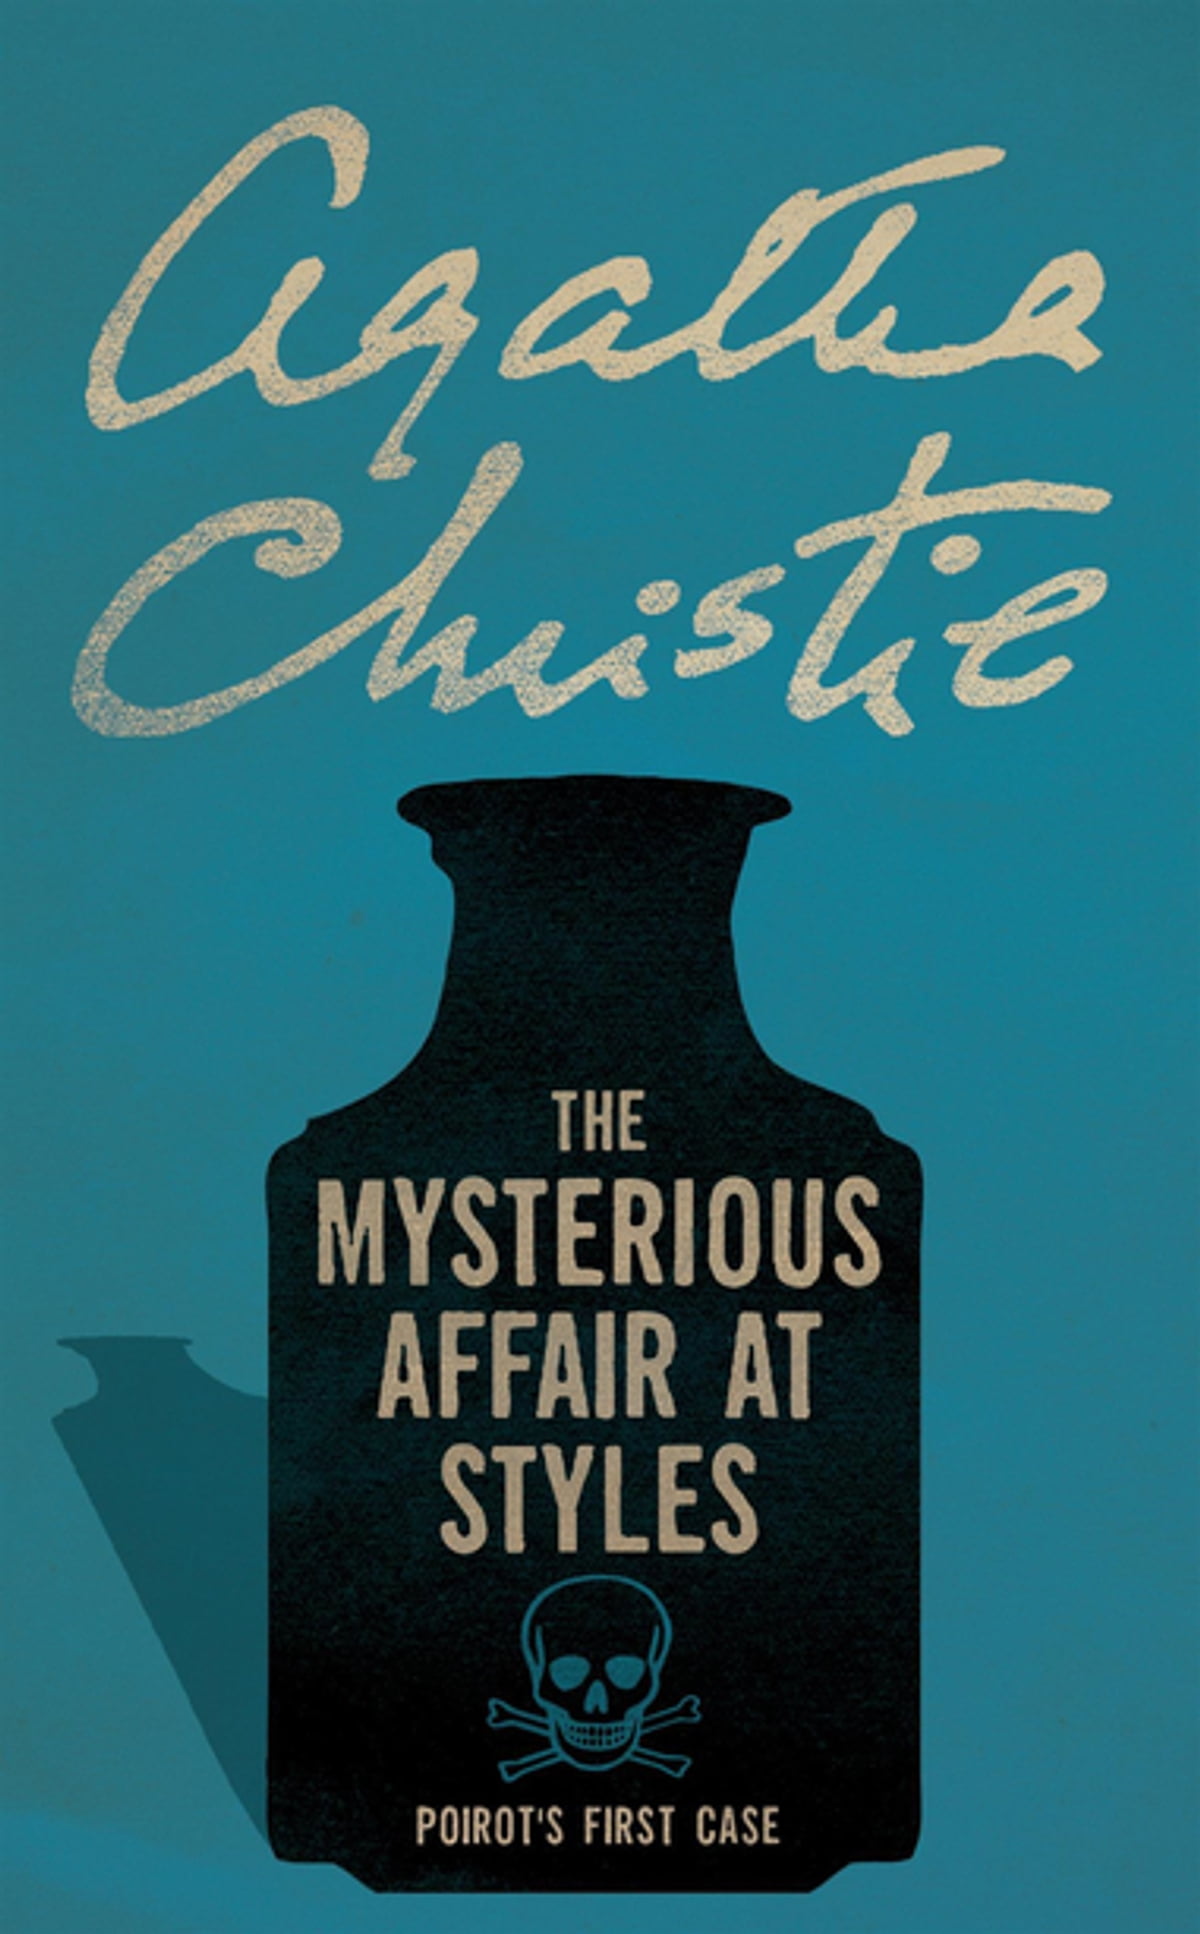 Agatha
Christie
THE
MYSTERIOUS
AFFAIR AT
STYLES
POIROT'S FIRST CASE